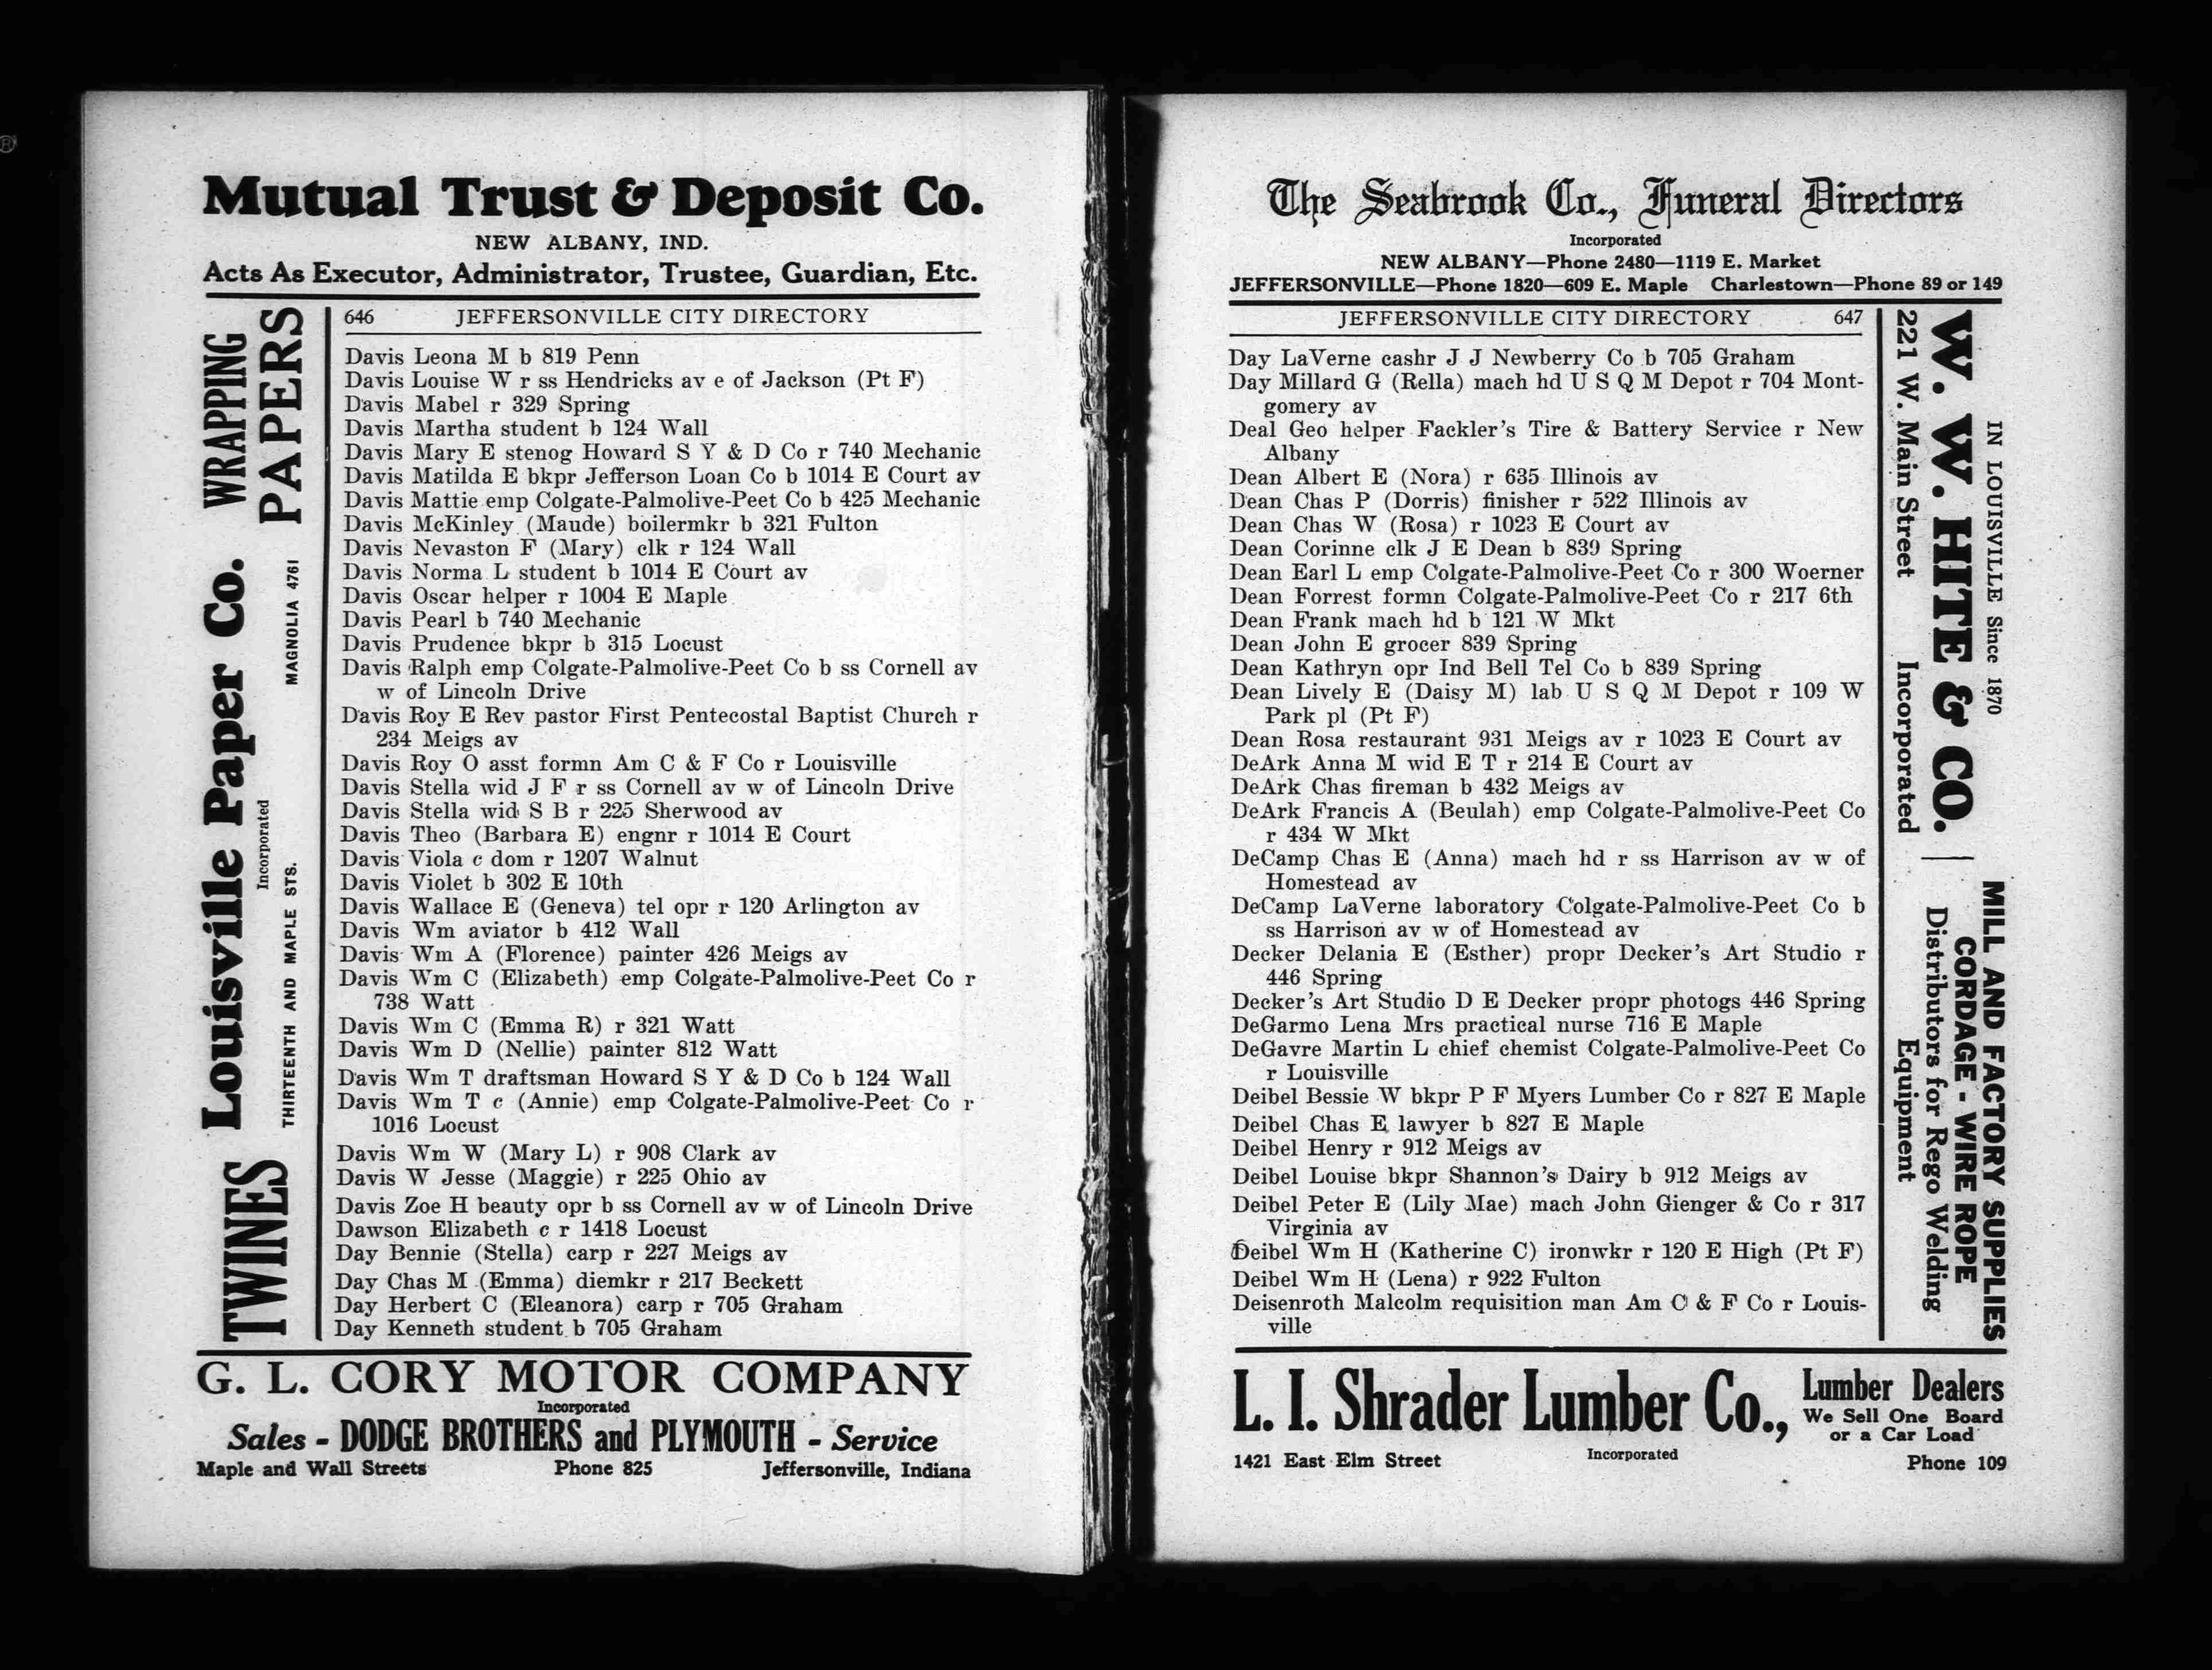 Mutual Trust & Deposit Co.
NEW ALBANY, IND.
Acts As Executor, Administrator, Trustee, Guardian, Etc.
WRAPPING
PAPERS
Louisville Paper Co.
Incorporated
MAGNOLIA 4761
THIRTEENTH AND MAPLE STS.
TWINES
646 JEFFERSONVILLE CITY DIRECTORY
Davis Leona M b 819 Penn
Davis Louise W r ss Hendricks av e of Jackson (Pt F)
Davis Mabel r 329 Spring
Davis Martha student b 124 Wall
Davis Mary E stenog Howard S Y & D Co r 740 Mechanic
Davis Matilda E bkpr Jefferson Loan Co b 1014 E Court av
Davis Mattie emp Colgate-Palmolive-Peet Co b 425 Mechanic
Davis McKinley (Maude) boilermkr b 321 Fulton
Davis Nevaston F (Mary) clk r 124 Wall
Davis Norma L student b 1014 E Court av
Davis Oscar helper r 1004 E Maple
Davis Pearl b 740 Mechanic
Davis Prudence bkpr b 315 Locust
Davis Ralph emp Colgate-Palmolive-Peet Co b ss Cornell av
w of Lincoln Drive
Davis Roy E Rev pastor First Pentecostal Baptist Church r
234 Meigs av
Davis Roy O asst formn Am C & F Co r Louisville
Davis Stella wid J F r ss Cornell av w of Lincoln Drive
Davis Stella wid S B r 225 Sherwood av
Davis Theo (Barbara E) engnr r 1014 E Court
Davis Viola c dom r 1207 Walnut
Davis Violet b 302 E 10th
Davis Wallace E (Geneva) tel opr r 120 Arlington av
Davis Wm aviator b 412 Wall
Davis Wm A (Florence) painter 426 Meigs av
Davis Wm C (Elizabeth) emp Colgate-Palmolive-Peet Co r
738 Watt
Davis Wm C (Emma R) r 321 Watt
Davis Wm D (Nellie) painter 812 Watt
Davis Wm T draftsman Howard S Y & D Co b 124 Wall
Davis Wm T c (Annie) emp Colgate-Palmolive-Peet Co r
1016 Locust
Davis Wm W (Mary L) r 908 Clark av
Davis W Jesse (Maggie) r 225 Ohio av
Davis Zoe H beauty opr b ss Cornell av w of Lincoln Drive
Dawson Elizabeth c r 1418 Locust
Day Bennie (Stella) carp r 227 Meigs av
Day Chas M (Emma) diemkr r 217 Beckett
Day Herbert C (Eleanora) carp r 705 Graham
Day Kenneth student b 705 Graham
G. L. CORY MOTOR COMPANY
Incorporated
Sales - DODGE BROTHERS and PLYMOUTH - Service
Maple and Wall Streets Phone 825 Jeffersonville, Indiana
The Seabrook Co., Funeral Directors
Incorporated
NEW ALBANY—Phone 2480—1119 E. Market
JEFFERSONVILLE—Phone 1820—609 E. Maple Charlestown—Phone 89 or 149
JEFFERSONVILLE CITY DIRECTORY 647
Day LaVerne cashr J J Newberry Co b 705 Graham
Day Millard G (Rella) mach hd U S Q M Depot r 704 Mont-
gomery av
Deal Geo helper Fackler's Tire & Battery Service r New
Albany
Dean Albert E (Nora) r 635 Illinois av
Dean Chas P (Dorris) finisher r 522 Illinois av
Dean Chas W (Rosa) r 1023 E Court av
Dean Corinne clk J E Dean b 839 Spring
Dean Earl L emp Colgate-Palmolive-Peet Co r 300 Woerner
Dean Forrest formn Colgate-Palmolive-Peet Co r 217 6th
Dean Frank mach hd b 121 W Mkt
Dean John E grocer 839 Spring
Dean Kathryn opr Ind Bell Tel Co b 839 Spring
Dean Lively E (Daisy M) lab U S Q M Depot r 109 W
Park pl (Pt F)
Dean Rosa restaurant 931 Meigs av r 1023 E Court av
DeArk Anna M wid E T r 214 E Court av
DeArk Chas fireman b 432 Meigs av
DeArk Francis A (Beulah) emp Colgate-Palmolive-Peet Co
r 434 W Mkt
DeCamp Chas E (Anna) mach hd r ss Harrison av w of
Homestead av
DeCamp LaVerne laboratory Colgate-Palmolive-Peet Co b
ss Harrison av w of Homestead av
Decker Delania E (Esther) propr Decker's Art Studio r
446 Spring
Decker's Art Studio D E Decker propr photogs 446 Spring
DeGarmo Lena Mrs practical nurse 716 E Maple
DeGavre Martin L chief chemist Colgate-Palmolive-Peet Co
r Louisville
Deibel Bessie W bkpr P F Myers Lumber Co r 827 E Maple
Deibel Chas E lawyer b 827 E Maple
Deibel Henry r 912 Meigs av
Deibel Louise bkpr Shannon's Dairy b 912 Meigs av
Deibel Peter E (Lily Mae) mach John Gienger & Co r 317
Virginia av
Deibel Wm H (Katherine C) ironwkr r 120 E High (Pt F)
Deibel Wm H (Lena) r 922 Fulton
Deisenroth Malcolm requisition man Am C & F Co r Louis-
ville
IN LOUISVILLE Since 1870
W. W. HITE & CO.
221 W. Main Street Incorporated
MILL AND FACTORY SUPPLIES
CORDAGE - WIRE ROPE
Distributors for Rego Welding
Equipment
L. I. Shrader Lumber Co.,
Lumber Dealers
We Sell One Board
or a Car Load
1421 East Elm Street Incorporated Phone 109